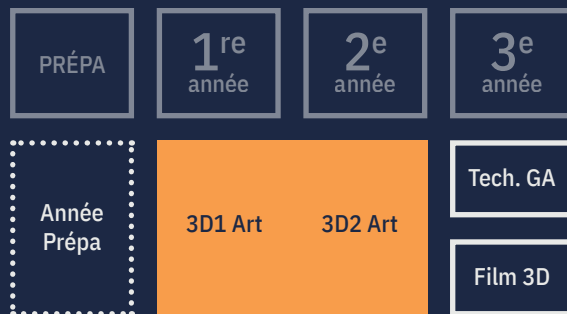 PRÉPA
1re
année
2e
année
3e
année
Année
Prépa
3D1 Art
3D2 Art
Tech. GA
Film 3D